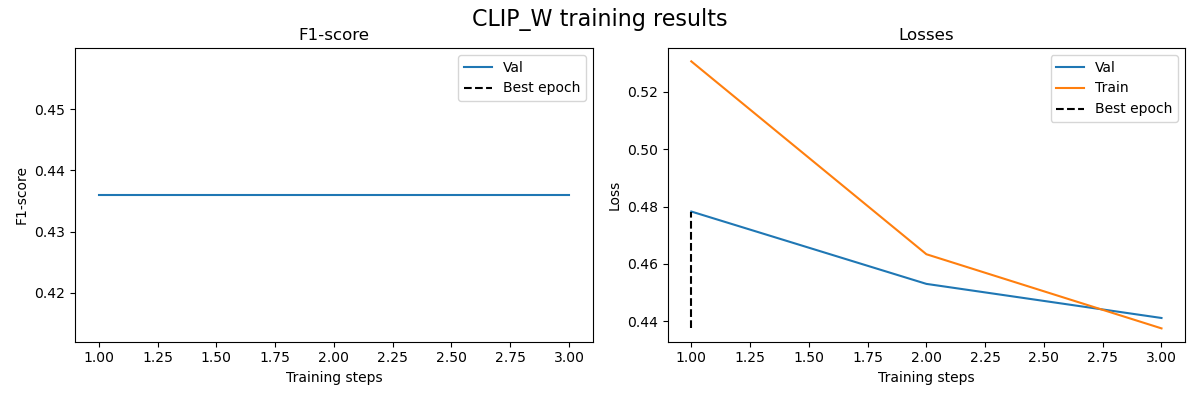 CLIP_W training results
F1-score
Val
Best epoch
0.45
0.44
0.43
0.42
F1-score
1.00 1.25 1.50 1.75 2.00 2.25 2.50 2.75 3.00
Training steps
Losses
Val
Train
Best epoch
0.52
0.50
0.48
0.46
0.44
Loss
1.00 1.25 1.50 1.75 2.00 2.25 2.50 2.75 3.00
Training steps